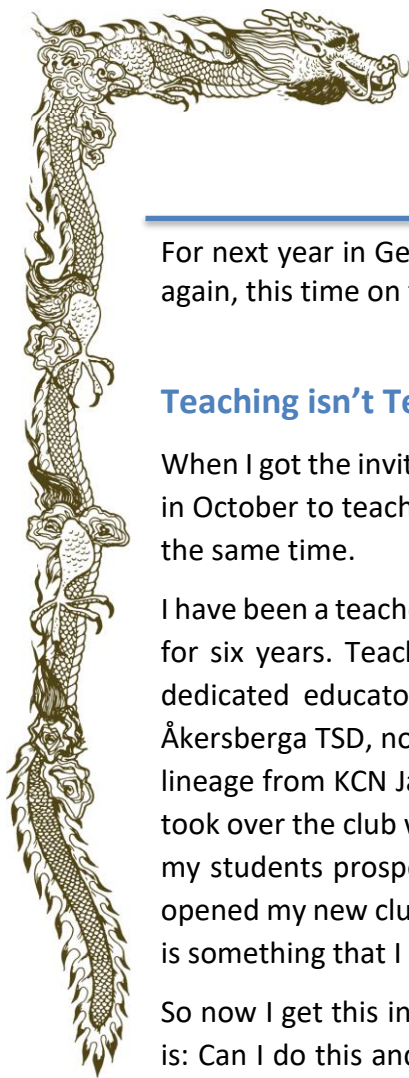 For next year in Ge
again, this time on
Teaching isn't Te
When I got the invit
in October to teach
the same time.
I have been a teache
for six years. Teach
dedicated educato
Åkersberga TSD, no
lineage from KCN Ja
took over the club w
my students prospe
opened my new clu
is something that I
So now I get this in
is: Can I do this and